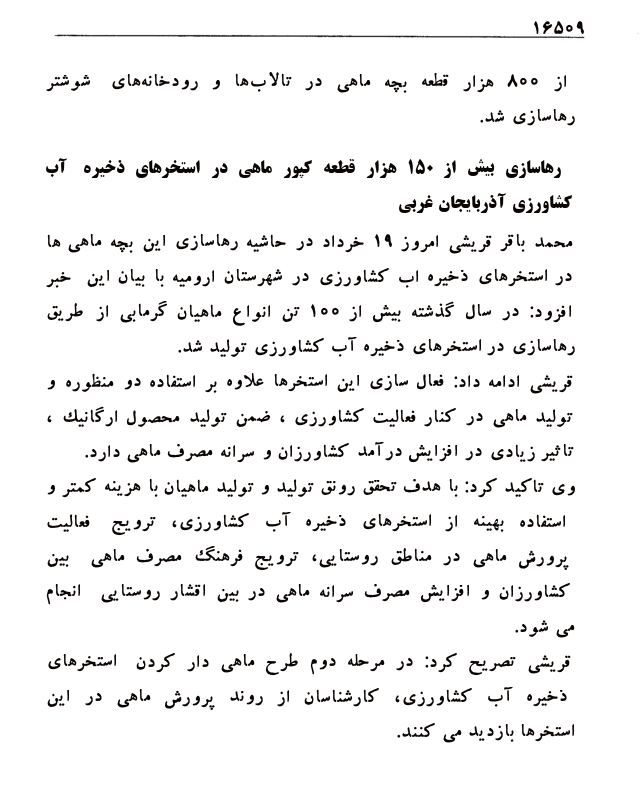 ۱۶۵۰۹
از ۸۰۰ هزار قطعه بچه ماهی در تالاب‌ها و رودخانه‌های شوشتر
رهاسازی شد.
رهاسازی بیش از ۱۵۰ هزار قطعه کپور ماهی در استخرهای ذخیره آب
کشاورزی آذربایجان غربی
محمد باقر قریشی امروز ۱۹ خرداد در حاشیه رهاسازی این بچه ماهی ها
در استخرهای ذخیره اب کشاورزی در شهرستان ارومیه با بیان این خبر
افزود: در سال گذشته بیش از ۱۰۰ تن انواع ماهیان گرمابی از طریق
رهاسازی در استخرهای ذخیره آب کشاورزی تولید شد.
قریشی ادامه داد: فعال سازی این استخرها علاوه بر استفاده دو منظوره و
تولید ماهی در کنار فعالیت کشاورزی ، ضمن تولید محصول ارگانیک ،
تاثیر زیادی در افزایش درآمد کشاورزان و سرانه مصرف ماهی دارد.
وی تاکید کرد: با هدف تحقق رونق تولید و تولید ماهیان با هزینه کمتر و
استفاده بهینه از استخرهای ذخیره آب کشاورزی، ترویج فعالیت
پرورش ماهی در مناطق روستایی، ترویج فرهنگ مصرف ماهی بین
کشاورزان و افزایش مصرف سرانه ماهی در بین اقشار روستایی انجام
می شود.
قریشی تصریح کرد: در مرحله دوم طرح ماهی دار کردن استخرهای
ذخیره آب کشاورزی، کارشناسان از روند پرورش ماهی در این
استخرها بازدید می کنند.